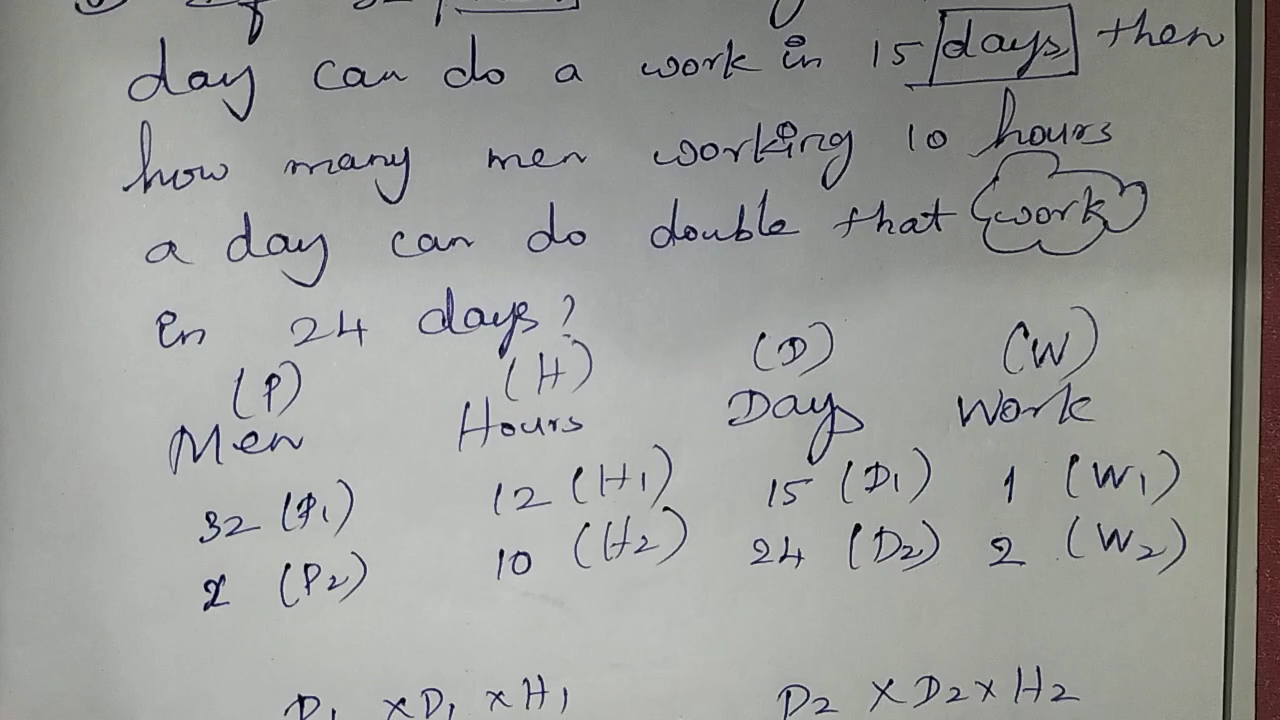 day can do a work in 15 days then
how many men working 10 hours
a day can do double that work
in 24 days?
(P) (H) (D) (W)
Men Hours Days Work
32 (P1) 12 (H1) 15 (D1) 1 (W1)
x (P2) 10 (H2) 24 (D2) 2 (W2)
P1 x D1 x H1 P2 x D2 x H2